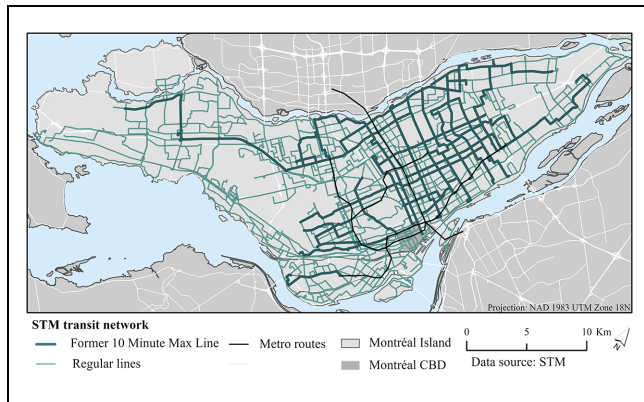 Projection: NAD 1983 UTM Zone 18N
STM transit network
Former 10 Minute Max Line
Metro routes
Montréal Island
0 5 10 Km
N
Regular lines
Montréal CBD
Data source: STM